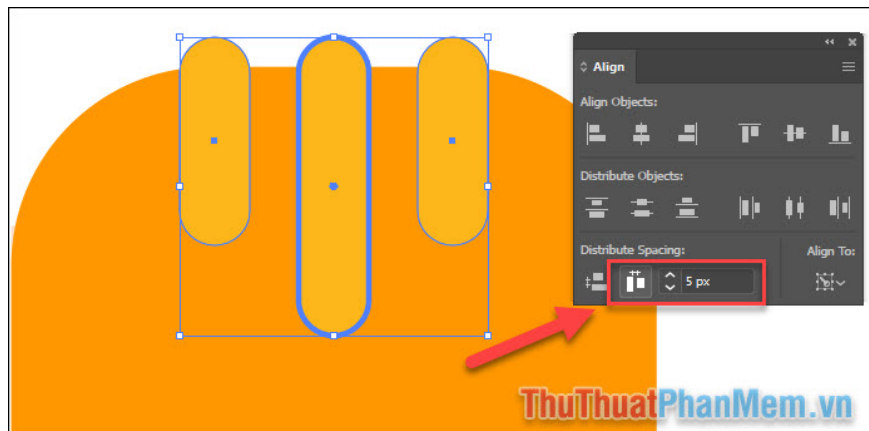 Align
Align Objects:
Distribute Objects:
Distribute Spacing:
Align To:
5 px
ThuThuatPhanMem.vn